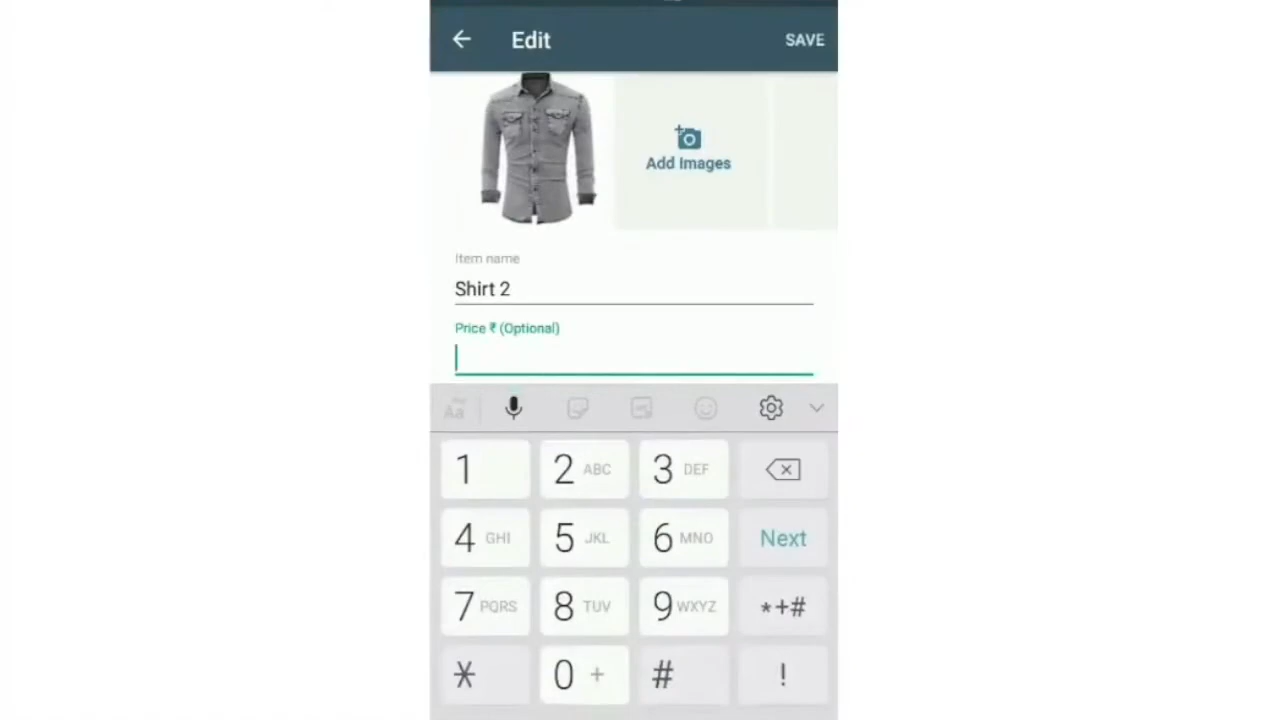 Edit SAVE
Add Images
Item name
Shirt 2
Price ₹ (Optional)
Aa
1 2 ABC 3 DEF
4 GHI 5 JKL 6 MNO Next
7 PQRS 8 TUV 9 WXYZ *+#
* 0 + # !